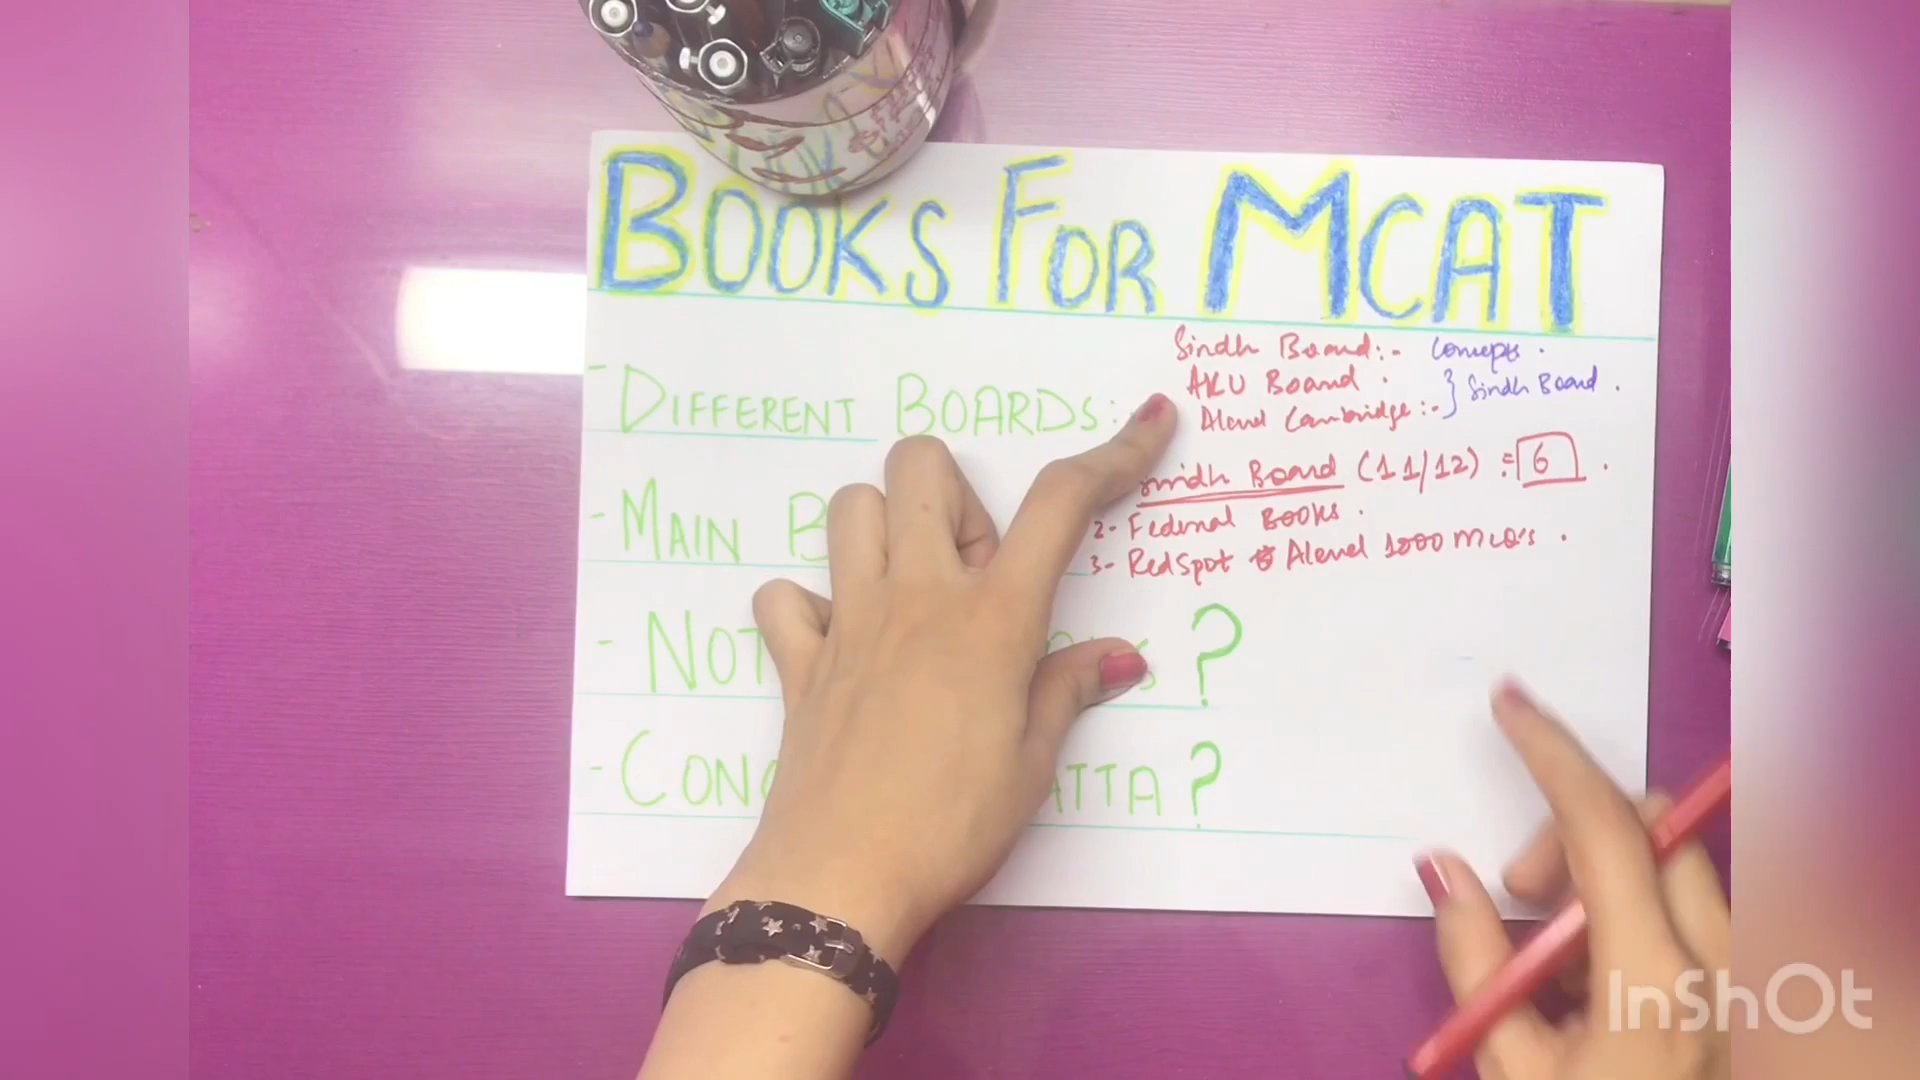 BOOKS FOR MCAT
Sindh Board:- Concepts.
- DIFFERENT BOARDS:-
AKU Board.
Alevel Cambridge:- } Sindh Board.
Sindh Board (11/12) := 6.
- MAIN B
2- Federal Books.
3- RedSpot Alevel 1000 MCQ's.
- NOT ?
- CONC ATTA?
InShOt